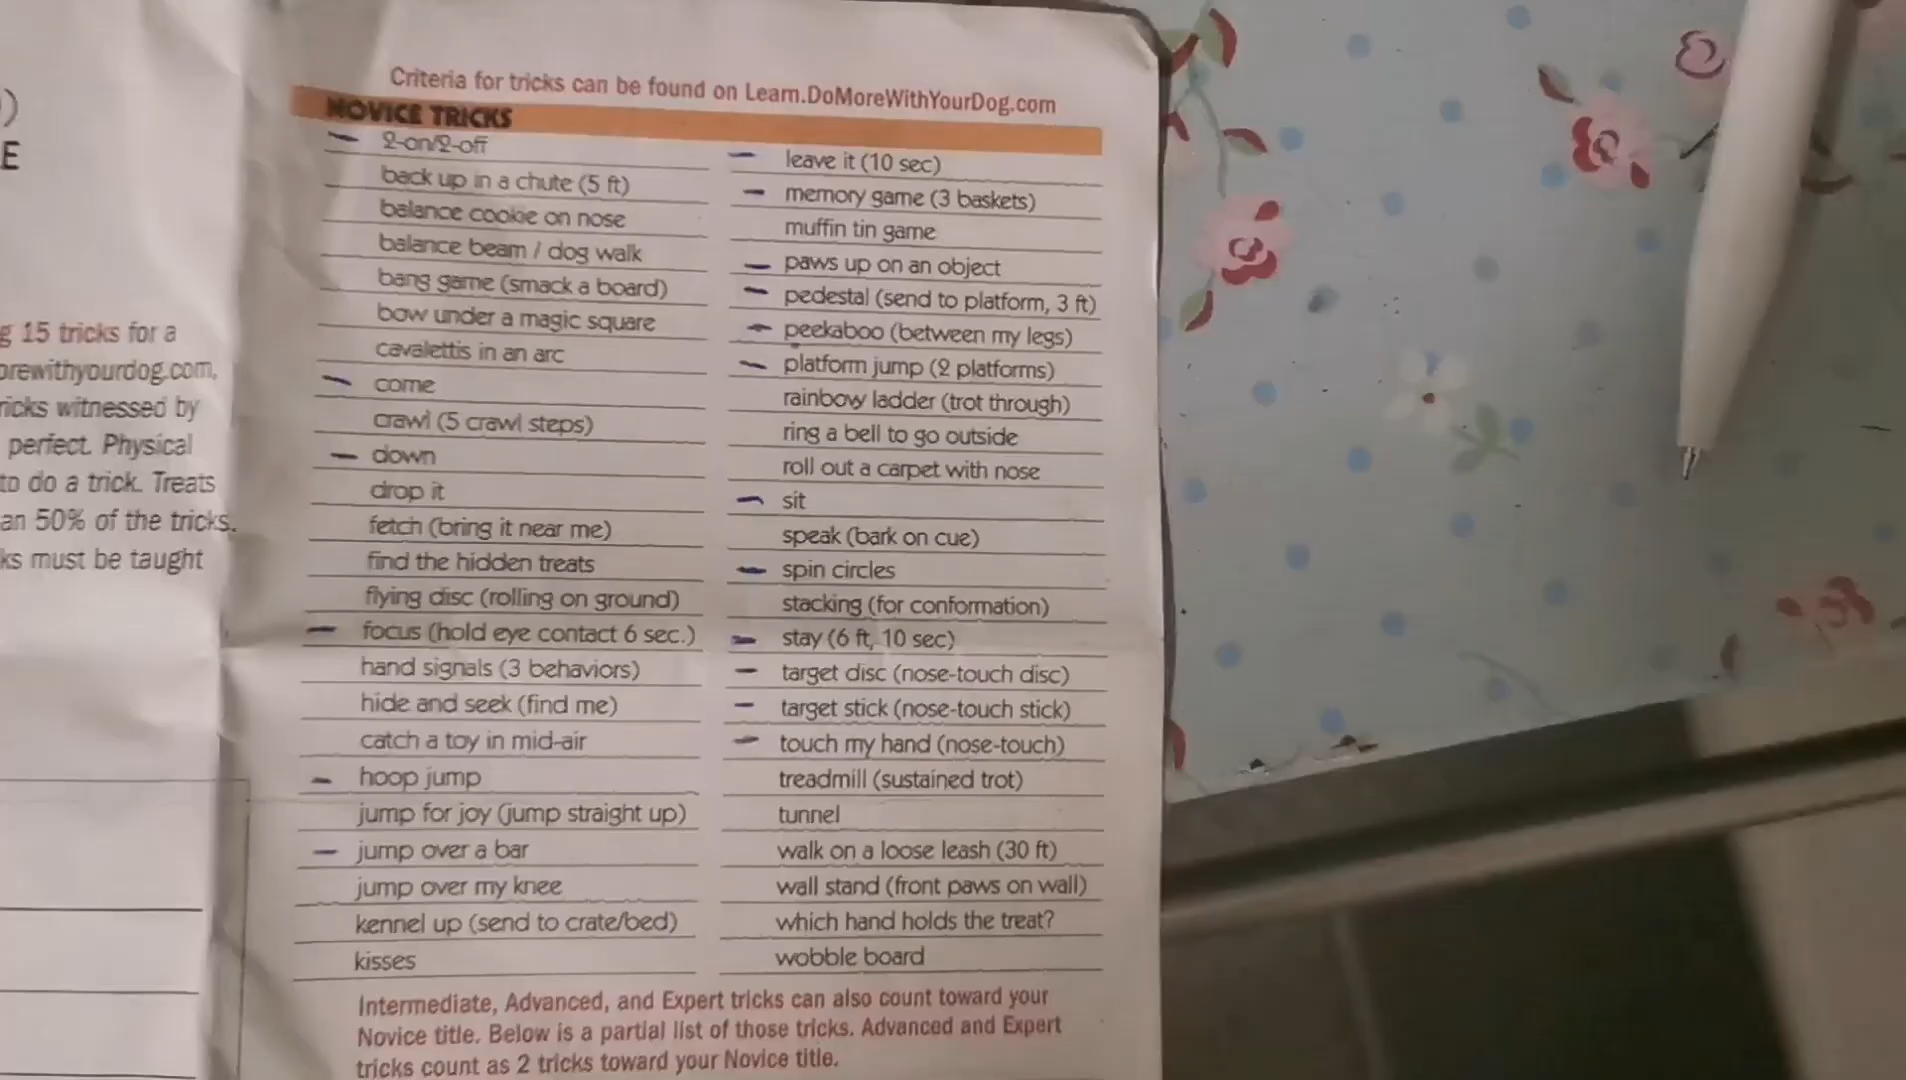 )
E
g 15 tricks for a
orewithyourdog.com,
ricks witnessed by
perfect. Physical
to do a trick. Treats
an 50% of the tricks.
ks must be taught
Criteria for tricks can be found on Learn.DoMoreWithYourDog.com
NOVICE TRICKS
2-on/2-off
back up in a chute (5 ft)
balance cookie on nose
balance beam / dog walk
bang game (smack a board)
bow under a magic square
cavalettis in an arc
come
crawl (5 crawl steps)
down
drop it
fetch (bring it near me)
find the hidden treats
flying disc (rolling on ground)
focus (hold eye contact 6 sec.)
hand signals (3 behaviors)
hide and seek (find me)
catch a toy in mid-air
hoop jump
jump for joy (jump straight up)
jump over a bar
jump over my knee
kennel up (send to crate/bed)
kisses
leave it (10 sec)
memory game (3 baskets)
muffin tin game
paws up on an object
pedestal (send to platform, 3 ft)
peekaboo (between my legs)
platform jump (2 platforms)
rainbow ladder (trot through)
ring a bell to go outside
roll out a carpet with nose
sit
speak (bark on cue)
spin circles
stacking (for conformation)
stay (6 ft, 10 sec)
target disc (nose-touch disc)
target stick (nose-touch stick)
touch my hand (nose-touch)
treadmill (sustained trot)
tunnel
walk on a loose leash (30 ft)
wall stand (front paws on wall)
which hand holds the treat?
wobble board
Intermediate, Advanced, and Expert tricks can also count toward your
Novice title. Below is a partial list of those tricks. Advanced and Expert
tricks count as 2 tricks toward your Novice title.